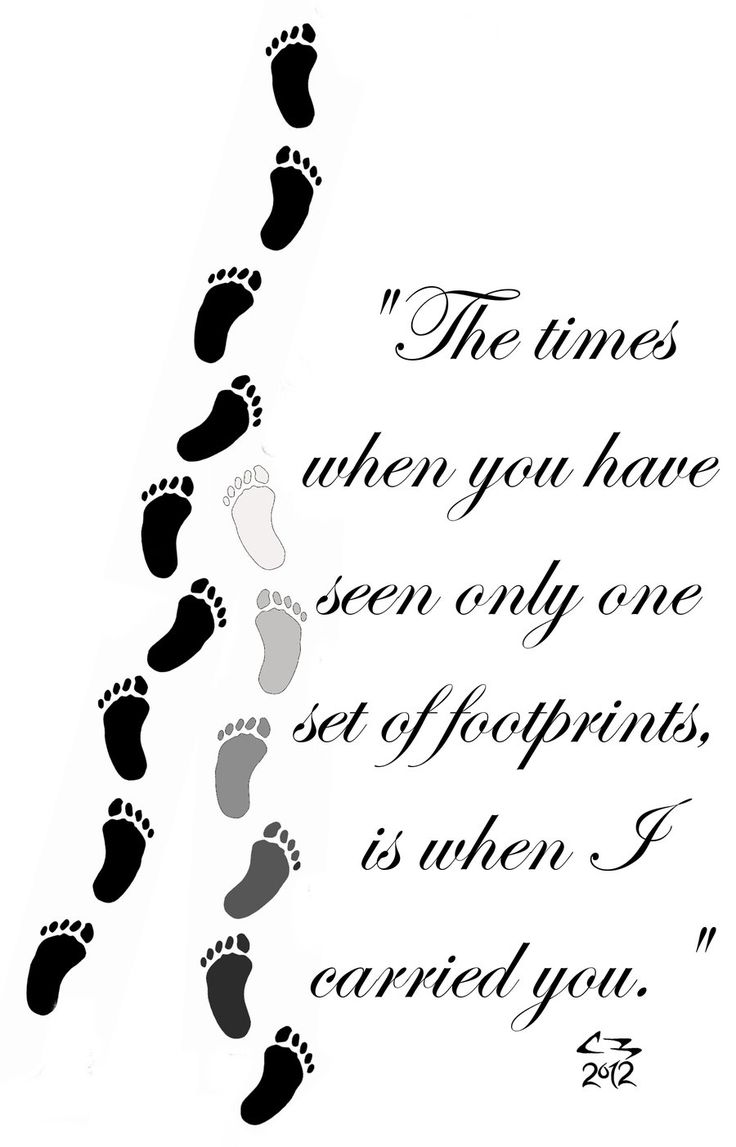 "The times
when you have
seen only one
set of footprints,
is when I
carried you. "
2012